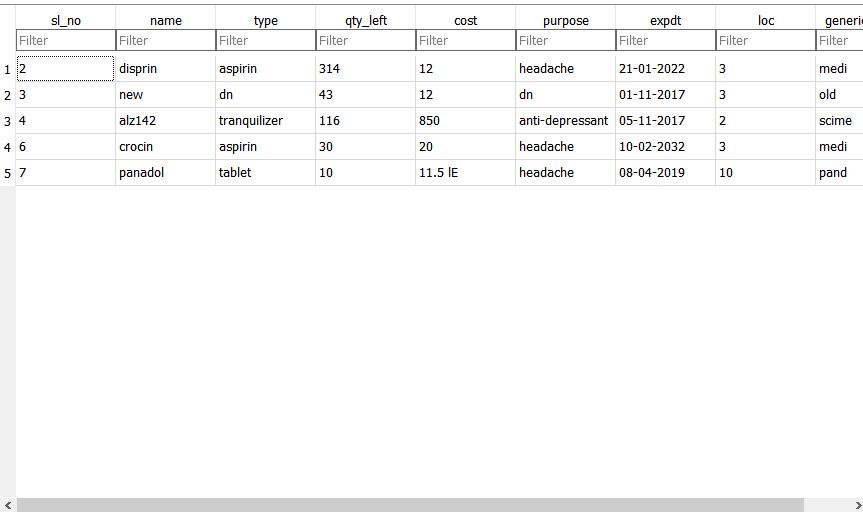 sl_no name type qty_left cost purpose expdt loc generi
Filter Filter Filter Filter Filter Filter Filter Filter Filter
1 2 disprin aspirin 314 12 headache 21-01-2022 3 medi
2 3 new dn 43 12 dn 01-11-2017 3 old
3 4 alz142 tranquilizer 116 850 anti-depressant 05-11-2017 2 scime
4 6 crocin aspirin 30 20 headache 10-02-2032 3 medi
5 7 panadol tablet 10 11.5 lE headache 08-04-2019 10 pand